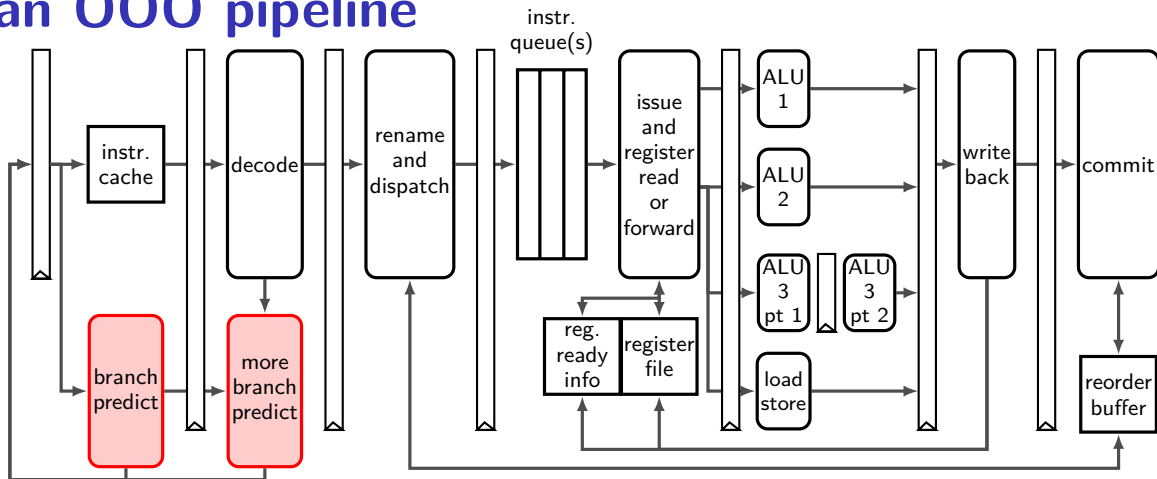 an OOO pipeline
instr.
queue(s)
instr.
cache
decode
rename
and
dispatch
issue
and
register
read
or
forward
ALU
1
ALU
2
ALU
3
pt 1
ALU
3
pt 2
load
store
write
back
commit
branch
predict
more
branch
predict
reg.
ready
info
register
file
reorder
buffer